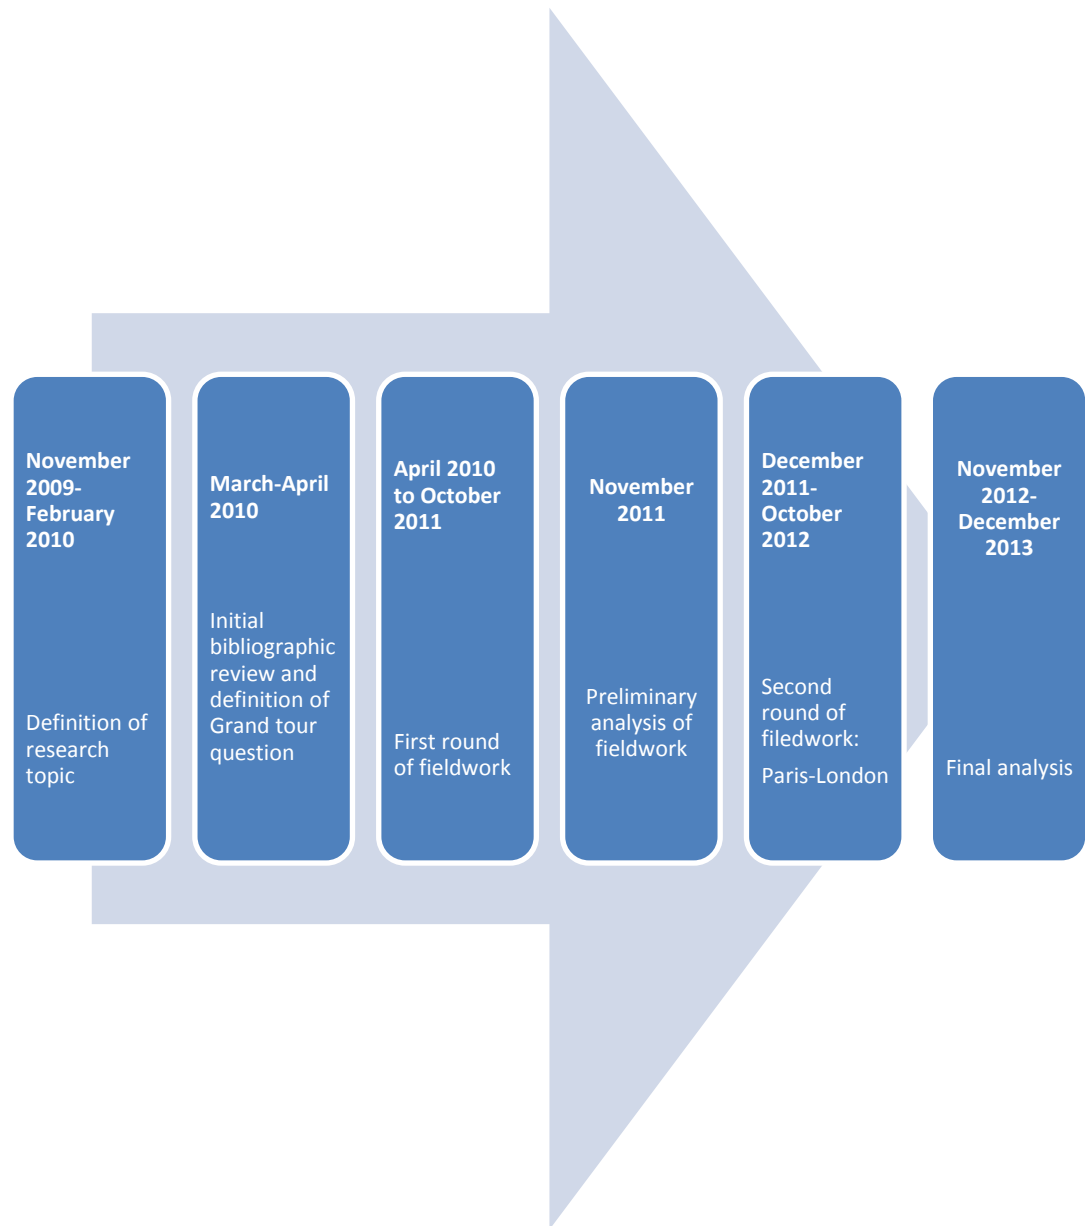 November
2009-
February
2010
Definition of
research
topic
March-April
2010
Initial
bibliographic
review and
definition of
Grand tour
question
April 2010
to October
2011
First round
of fieldwork
November
2011
Preliminary
analysis of
fieldwork
December
2011-
October
2012
Second
round of
filedwork:
Paris-London
November
2012-
December
2013
Final analysis